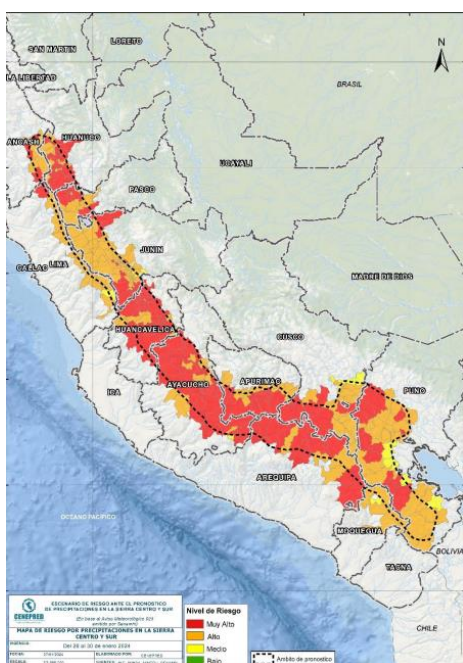 LORETO
SAN MARTIN
N
LA LIBERTAD
BRASIL
ANCASH
HUANUCO
UCAYALI
PASCO
JUNIN
CALLAO
LIMA
MADRE DE DIOS
HUANCAVELICA
CUSCO
ICA
AYACUCHO
APURIMAC
PUNO
AREQUIPA
OCEANO PACIFICO
MOQUEGUA
BOLIVIA
TACNA
CHILE
CENEPRED
ESCENARIO DE RIESGO ANTE EL PRONOSTICO
DE PRECIPITACIONES EN LA SIERRA CENTRO Y SUR
MAPA DE RIESGO POR PRECIPITACIONES EN LA SIERRA
CENTRO Y SUR
Nivel de Riesgo
Muy Alto
Alto
Medio
Bajo
Ambito de pronostico